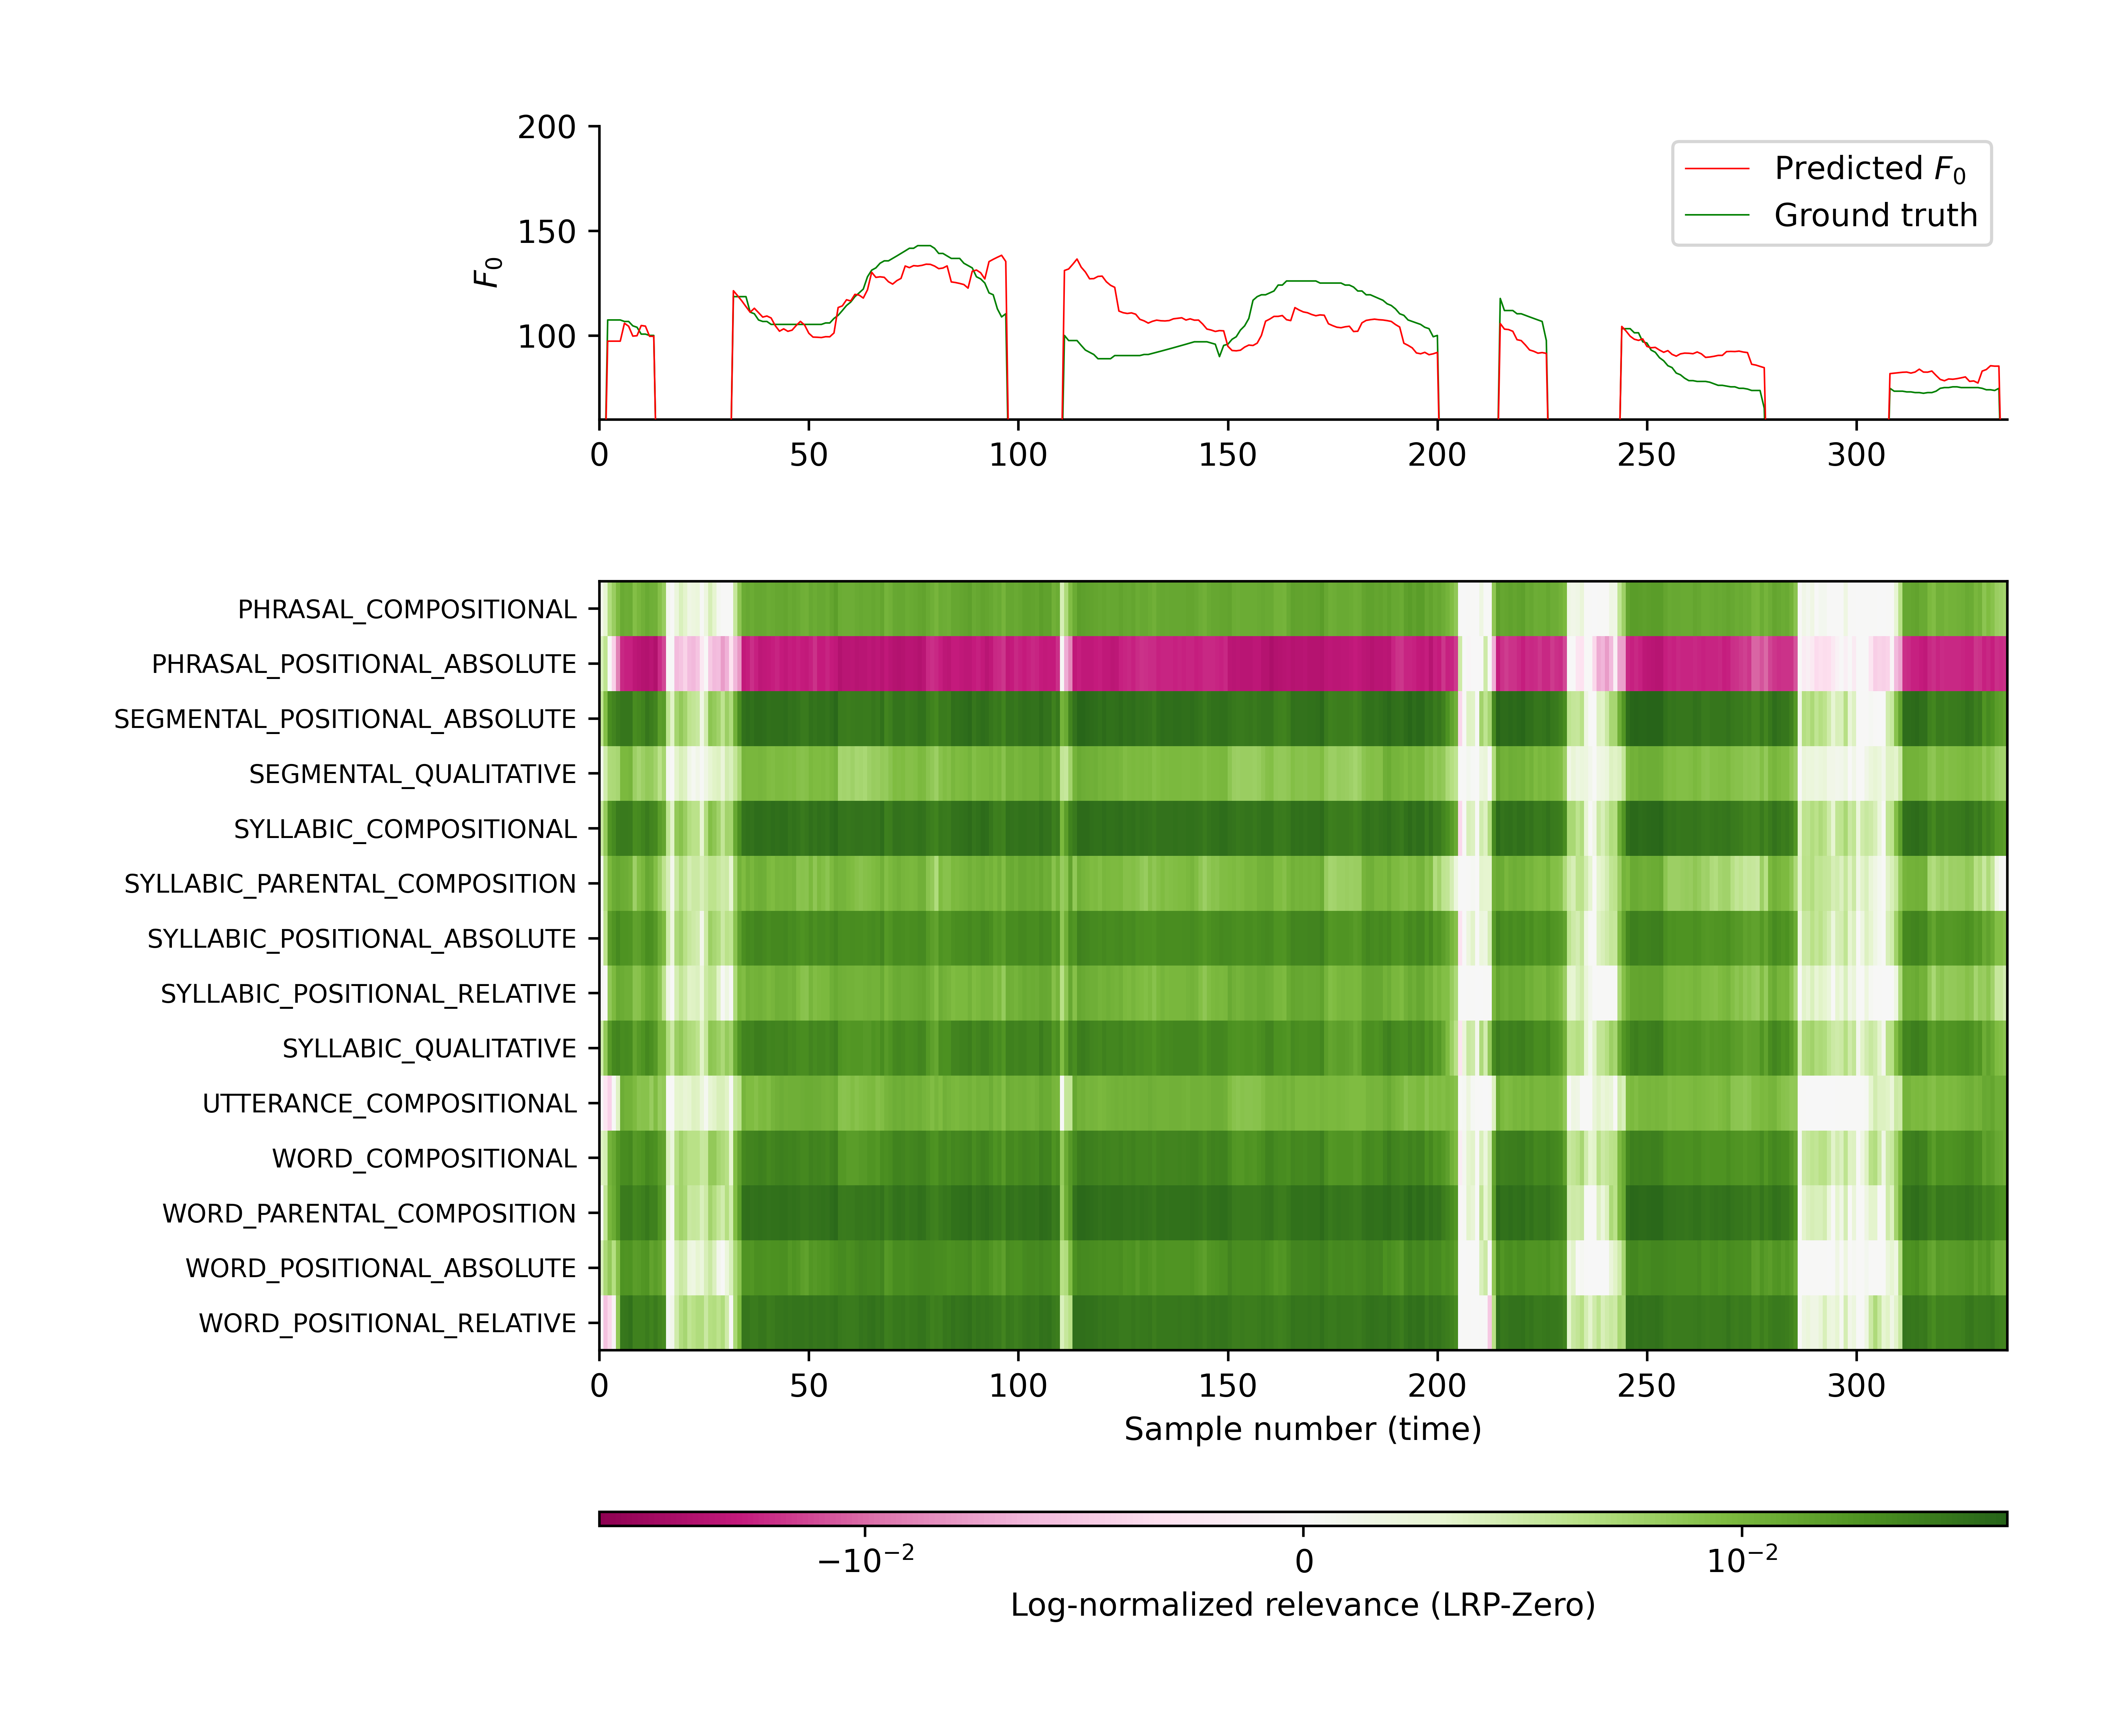 200
150
100
F0
Predicted F0
Ground truth
0 50 100 150 200 250 300
PHRASAL_COMPOSITIONAL
PHRASAL_POSITIONAL_ABSOLUTE
SEGMENTAL_POSITIONAL_ABSOLUTE
SEGMENTAL_QUALITATIVE
SYLLABIC_COMPOSITIONAL
SYLLABIC_PARENTAL_COMPOSITION
SYLLABIC_POSITIONAL_ABSOLUTE
SYLLABIC_POSITIONAL_RELATIVE
SYLLABIC_QUALITATIVE
UTTERANCE_COMPOSITIONAL
WORD_COMPOSITIONAL
WORD_PARENTAL_COMPOSITION
WORD_POSITIONAL_ABSOLUTE
WORD_POSITIONAL_RELATIVE
0 50 100 150 200 250 300
Sample number (time)
−10⁻² 0 10⁻²
Log-normalized relevance (LRP-Zero)